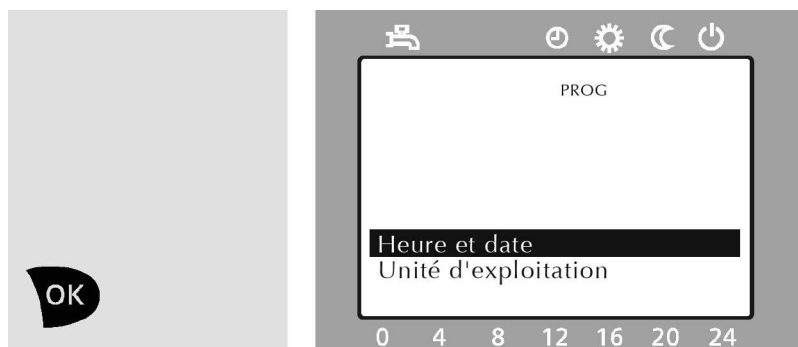 PROG
Heure et date
Unité d'exploitation
OK
0 4 8 12 16 20 24